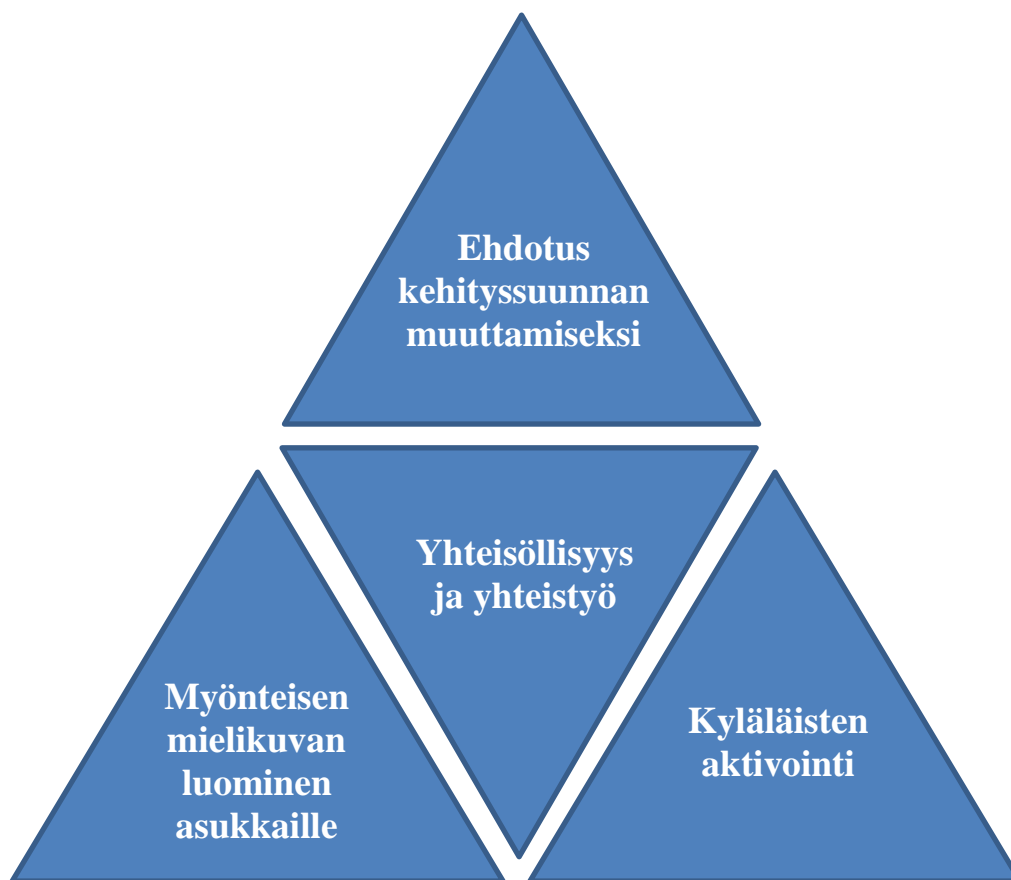 Ehdotus
kehityssuunnan
muuttamiseksi
Yhteisöllisyys
ja yhteistyö
Myönteisen
mielikuvan
luominen
asukkaille
Kyläläisten
aktivointi